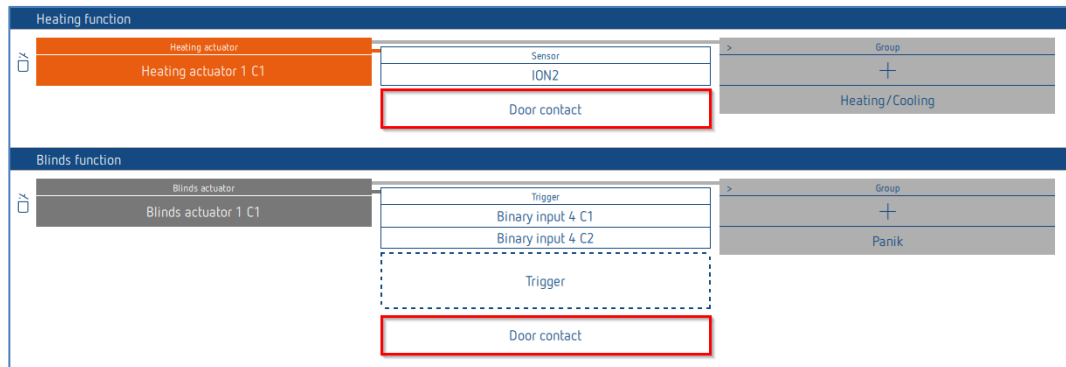 Heating function
Heating actuator
Heating actuator 1 C1
Sensor
ION2
Door contact
> Group
+
Heating/Cooling
Blinds function
Blinds actuator
Blinds actuator 1 C1
Trigger
Binary input 4 C1
Binary input 4 C2
Trigger
Door contact
> Group
+
Panik